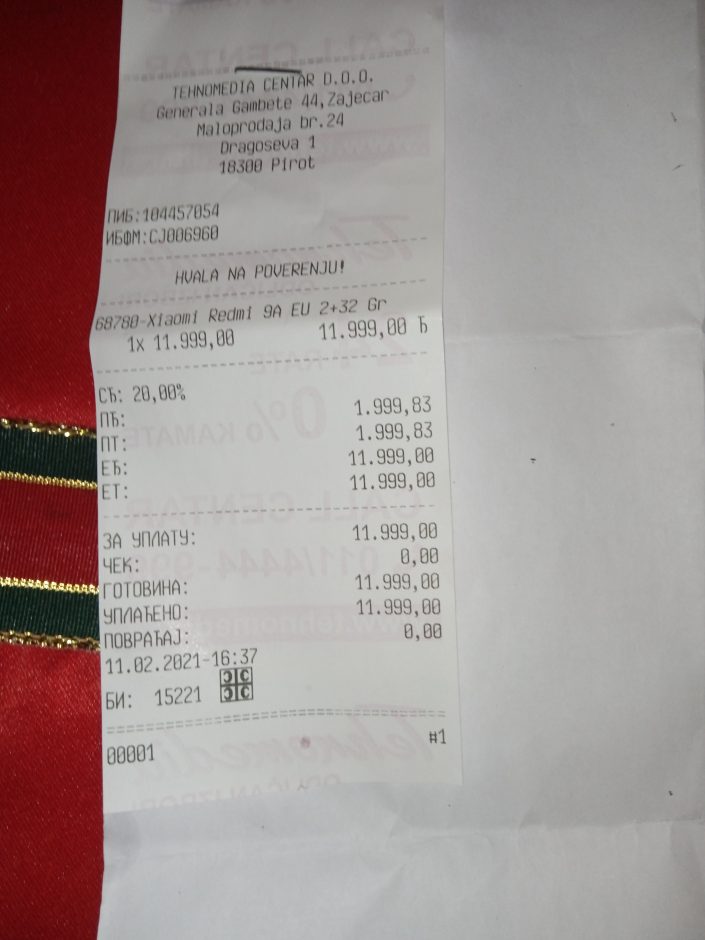 TEHNOMEDIA CENTAR D.O.O.
Generala Gambete 44,Zajecar
Maloprodaja br.24
Dragoseva 1
18300 Pirot
ПИБ:104457054
ИБФМ:CJ006960
HVALA NA POVERENJU!
68780-Xiaomi Redmi 9A EU 2+32 Gr
1x 11.999,00 11.999,00 Ђ
СЂ: 20,00%
ПЂ: 1.999,83
ПТ: 1.999,83
ЕЂ: 11.999,00
ЕТ: 11.999,00
ЗА УПЛАТУ: 11.999,00
ЧЕК: 0,00
ГОТОВИНА: 11.999,00
УПЛАЋЕНО: 11.999,00
ПОВРАЋАЈ: 0,00
11.02.2021-16:37
БИ: 15221
00001 #1